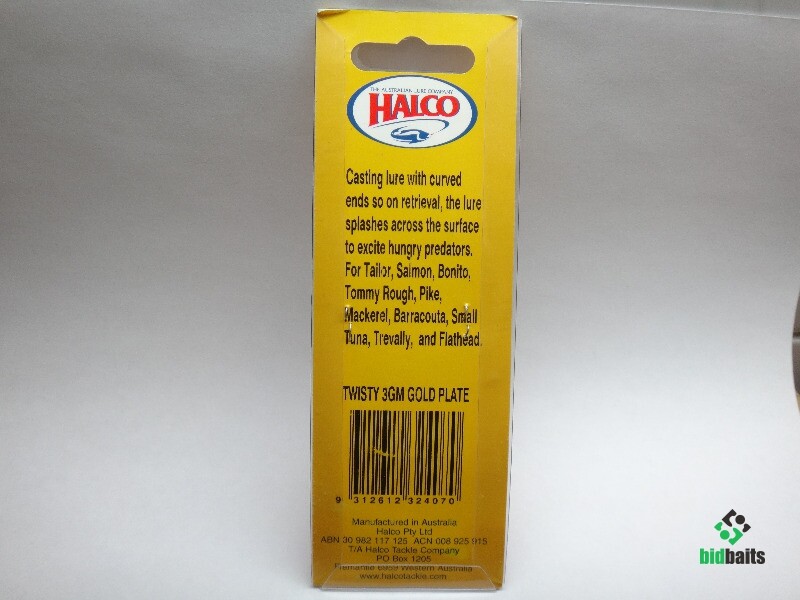 THE AUSTRALIAN LURE COMPANY
HALCO
Casting lure with curved
ends so on retrieval, the lure
splashes across the surface
to excite hungry predators.
For Tailor, Salmon, Bonito,
Tommy Rough, Pike,
Mackerel, Barracouta, Small
Tuna, Trevally, and Flathead.
TWISTY 3GM GOLD PLATE
9 312612 324070
Manufactured in Australia
Halco Pty Ltd
ABN 30 982 117 125 ACN 008 925 915
T/A Halco Tackle Company
PO Box 1205
Fremantle 6959 Western Australia
www.halcotackle.com
bidbaits